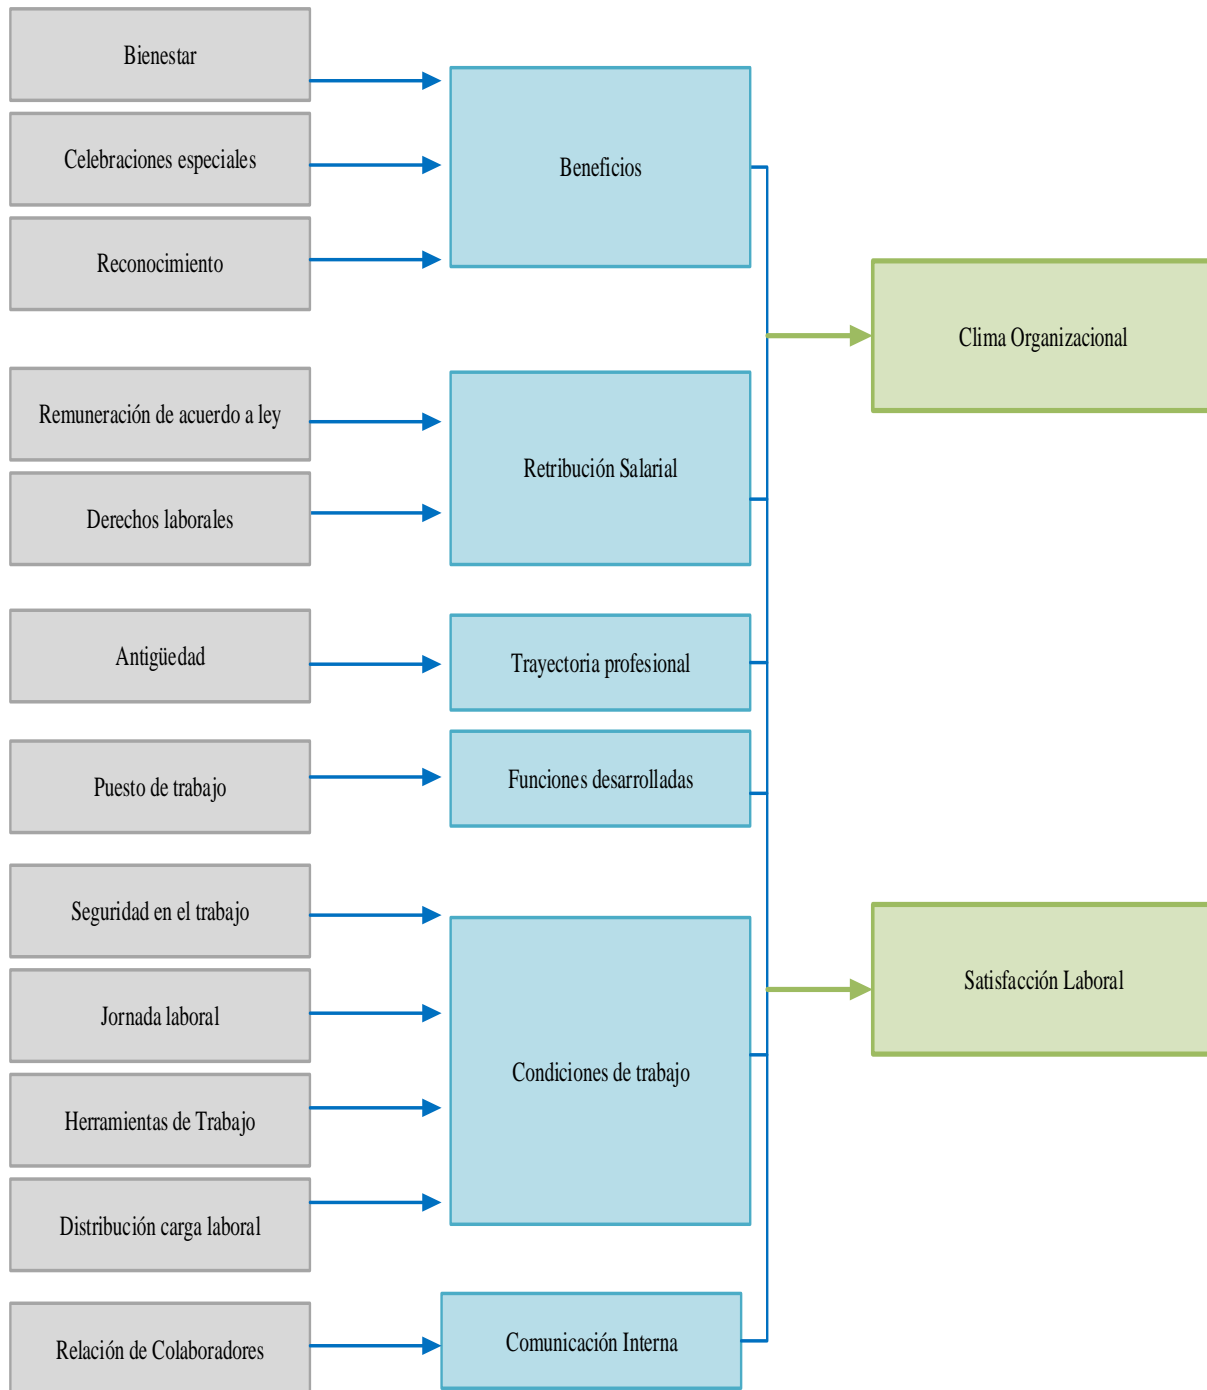 Bienestar
Celebraciones especiales
Reconocimiento
Beneficios
Remuneración de acuerdo a ley
Derechos laborales
Retribución Salarial
Antigüedad
Trayectoria profesional
Puesto de trabajo
Funciones desarrolladas
Seguridad en el trabajo
Jornada laboral
Herramientas de Trabajo
Distribución carga laboral
Condiciones de trabajo
Relación de Colaboradores
Comunicación Interna
Clima Organizacional
Satisfacción Laboral